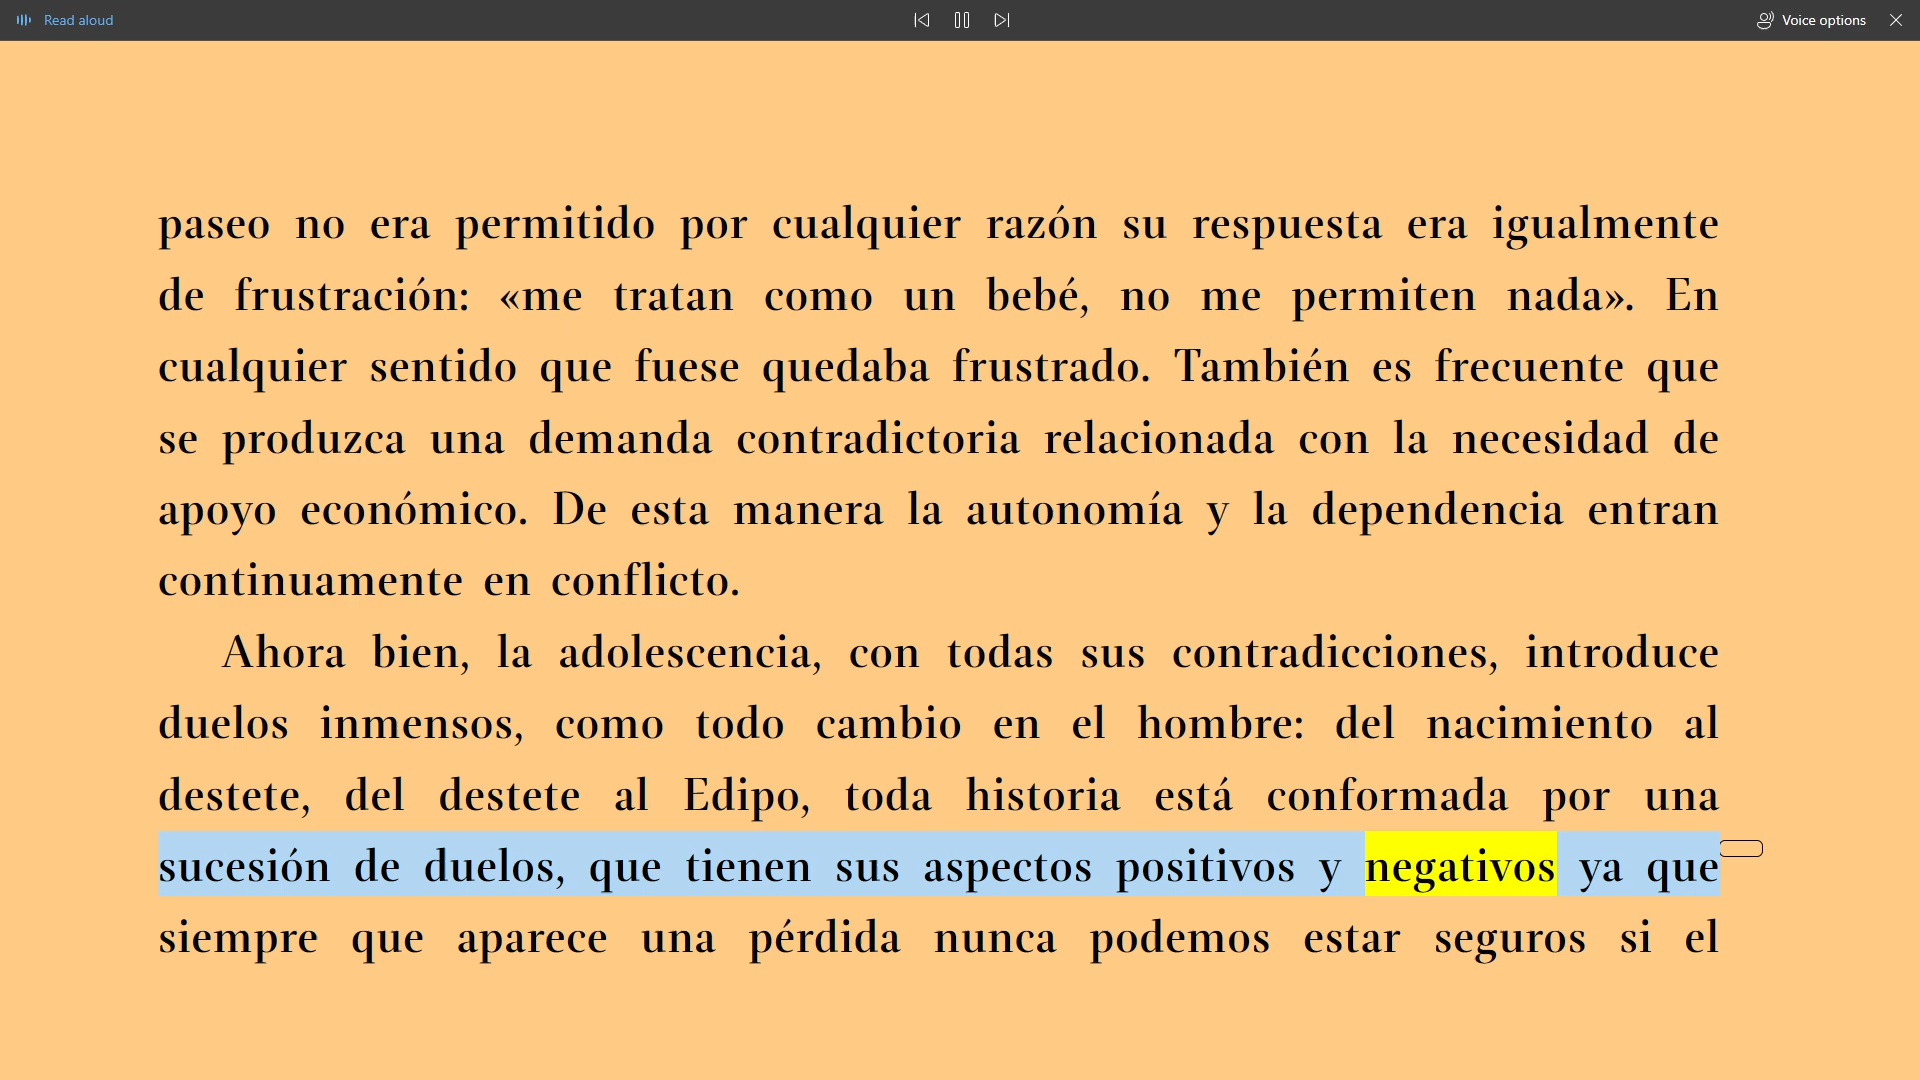 Read aloud
Voice options
paseo no era permitido por cualquier razón su respuesta era igualmente
de frustración: «me tratan como un bebé, no me permiten nada». En
cualquier sentido que fuese quedaba frustrado. También es frecuente que
se produzca una demanda contradictoria relacionada con la necesidad de
apoyo económico. De esta manera la autonomía y la dependencia entran
continuamente en conflicto.
Ahora bien, la adolescencia, con todas sus contradicciones, introduce
duelos inmensos, como todo cambio en el hombre: del nacimiento al
destete, del destete al Edipo, toda historia está conformada por una
sucesión de duelos, que tienen sus aspectos positivos y negativos ya que
siempre que aparece una pérdida nunca podemos estar seguros si el